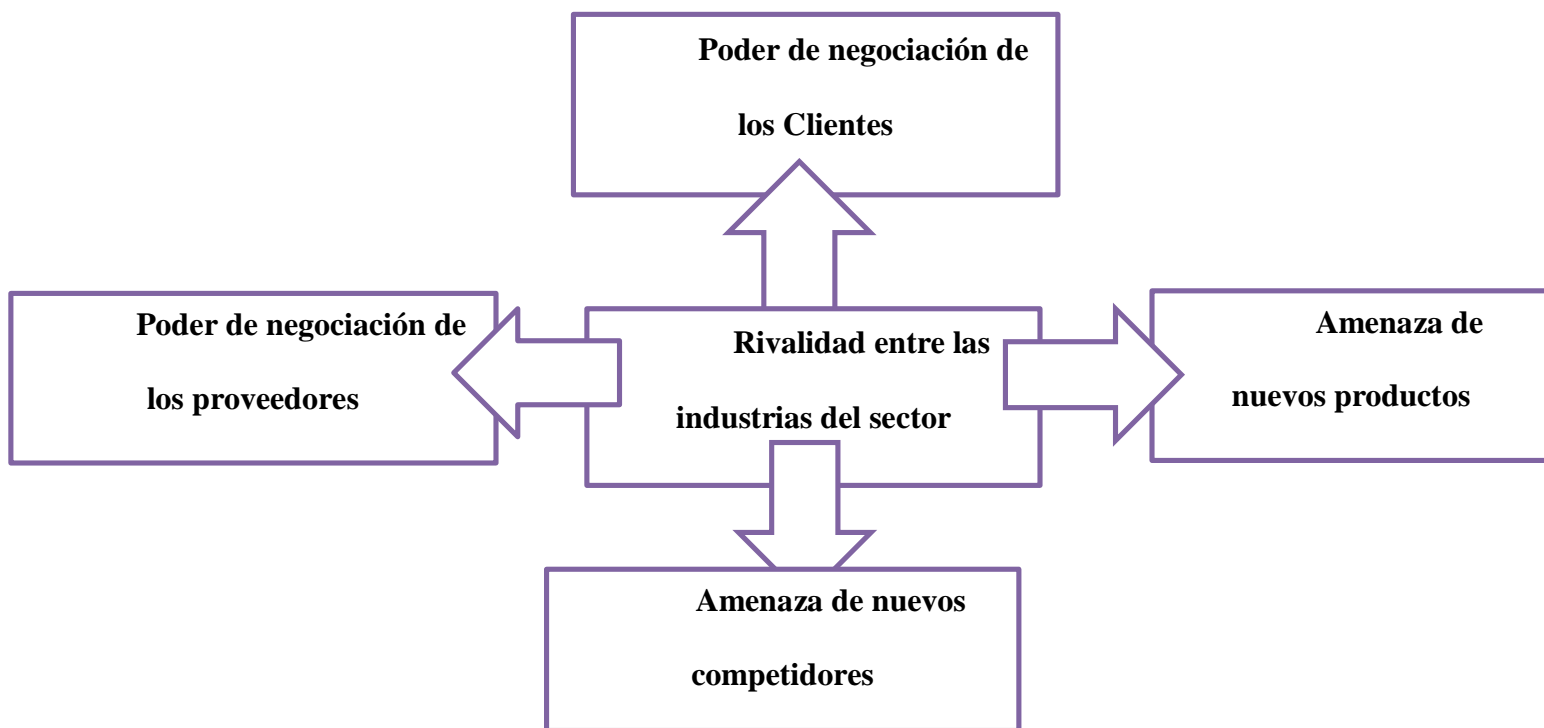 Poder de negociación de
los Clientes
Poder de negociación de
los proveedores
Rivalidad entre las
industrias del sector
Amenaza de
nuevos productos
Amenaza de nuevos
competidores